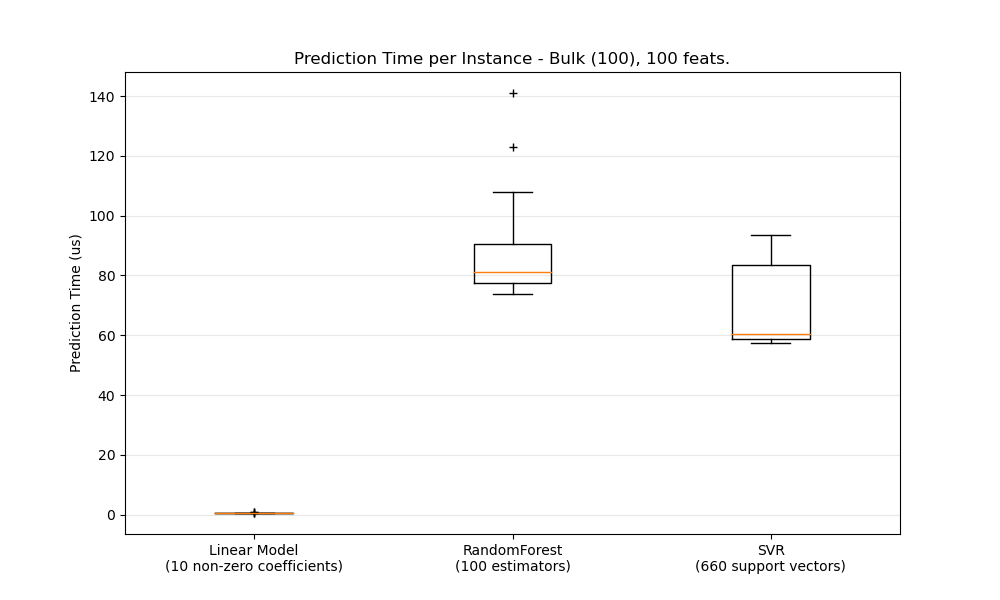 Prediction Time per Instance - Bulk (100), 100 feats.
Prediction Time (us)
140
120
100
80
60
40
20
0
Linear Model
(10 non-zero coefficients)
RandomForest
(100 estimators)
SVR
(660 support vectors)